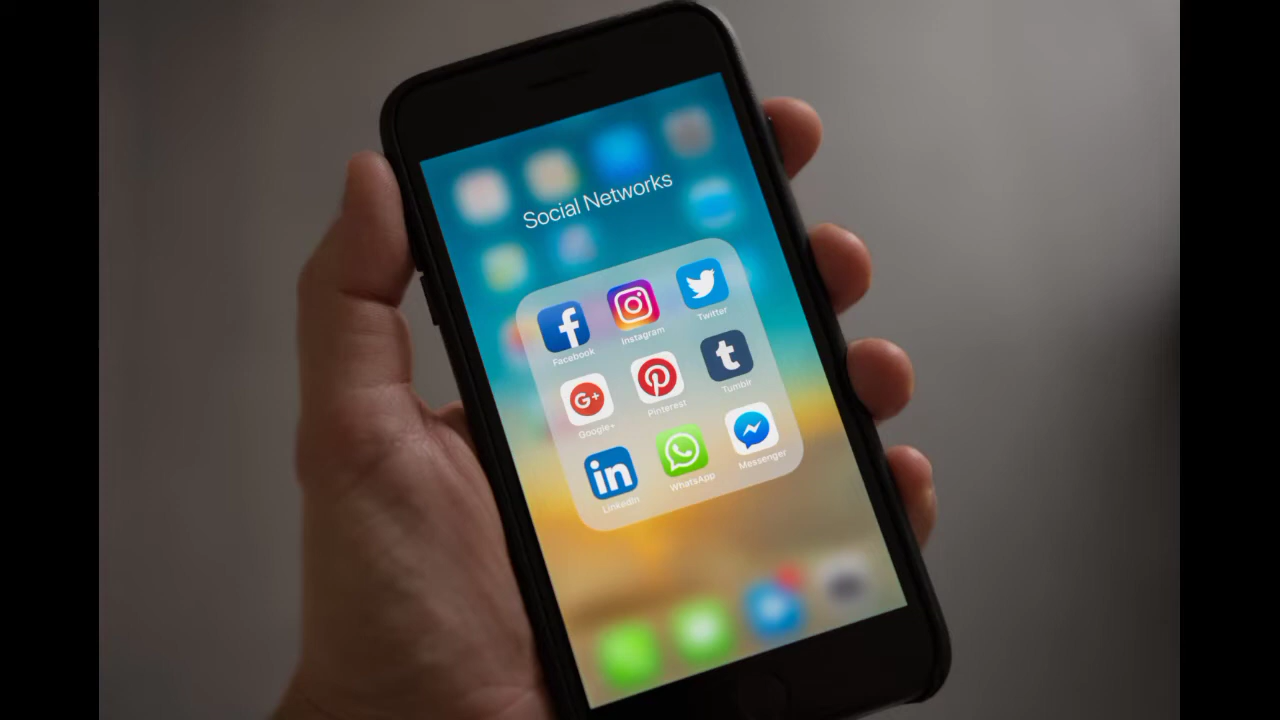 Social Networks
Facebook
Instagram
Twitter
Google+
Pinterest
Tumblr
LinkedIn
WhatsApp
Messenger